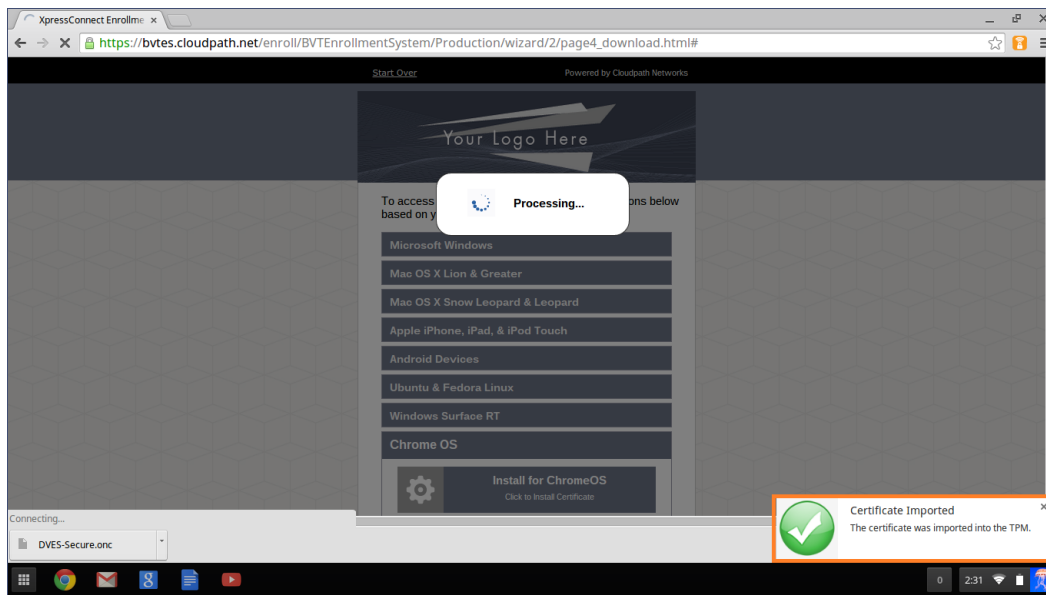 XpressConnect Enrollme
https://bvtes.cloudpath.net/enroll/BVTEnrollmentSystem/Production/wizard/2/page4_download.html#
Start Over
Powered by Cloudpath Networks
Your Logo Here
To access
ons below
based on y
Processing...
Microsoft Windows
Mac OS X Lion & Greater
Mac OS X Snow Leopard & Leopard
Apple iPhone, iPad, & iPod Touch
Android Devices
Ubuntu & Fedora Linux
Windows Surface RT
Chrome OS
Install for ChromeOS
Click to Install Certificate
Certificate Imported
The certificate was imported into the TPM.
Connecting...
DVES-Secure.onc
8
0
2:31